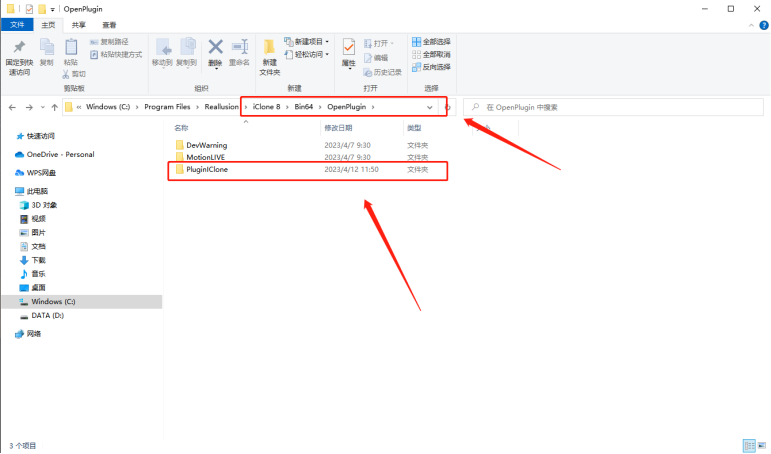 OpenPlugin
文件 主页 共享 查看
固定到快速访问
复制
粘贴
复制路径
粘贴快捷方式
剪切
剪贴板
移动到
复制到
删除
重命名
组织
新建文件夹
新建项目
轻松访问
新建
属性
打开
编辑
历史记录
打开
全部选择
全部取消
反向选择
选择
« Windows (C:) › Program Files › Reallusion › iClone 8 › Bin64 › OpenPlugin ›
在 OpenPlugin 中搜索
名称 修改日期 类型
DevWarning 2023/4/7 9:30 文件夹
MotionLIVE 2023/4/7 9:30 文件夹
PluginIClone 2023/4/12 11:50 文件夹
快速访问
OneDrive - Personal
WPS网盘
此电脑
3D 对象
视频
图片
文档
下载
音乐
桌面
Windows (C:)
DATA (D:)
网络
3 个项目